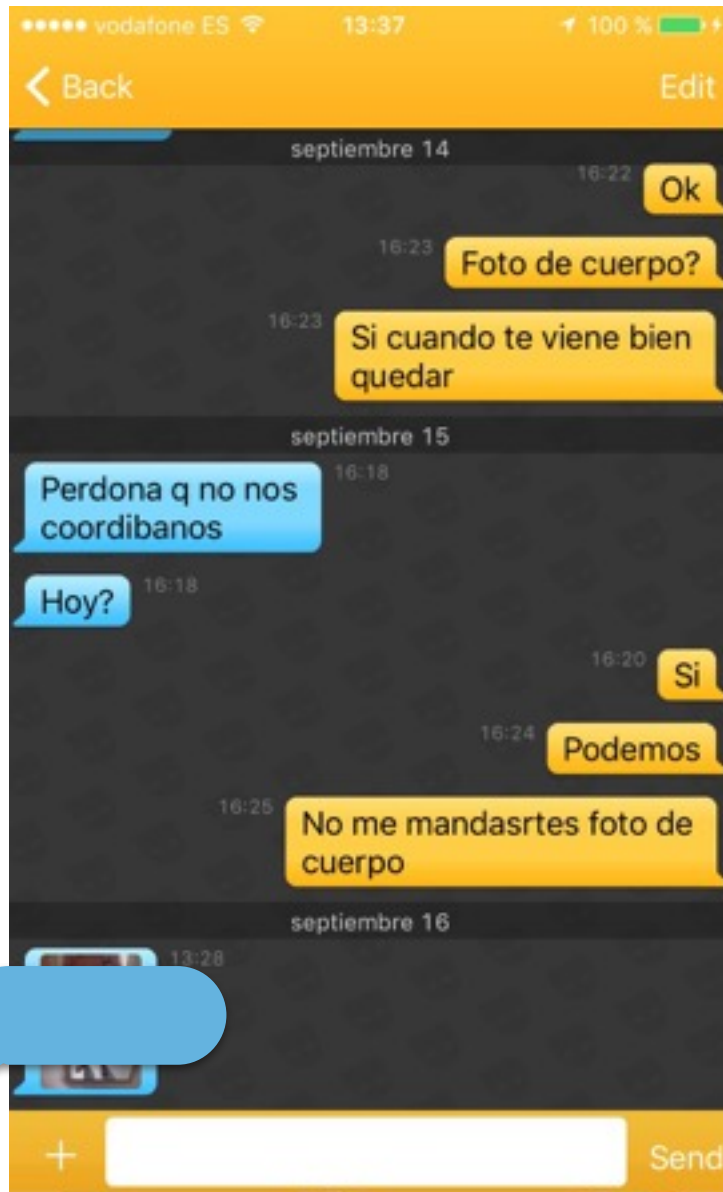 vodafone ES 13:37 100 %
Back Edit
septiembre 14
16:22 Ok
16:23 Foto de cuerpo?
16:23 Si cuando te viene bien
quedar
septiembre 15
Perdona q no nos 16:18
coordibanos
Hoy? 16:18
16:20 Si
16:24 Podemos
16:25 No me mandasrtes foto de
cuerpo
septiembre 16
13:28
+ Send